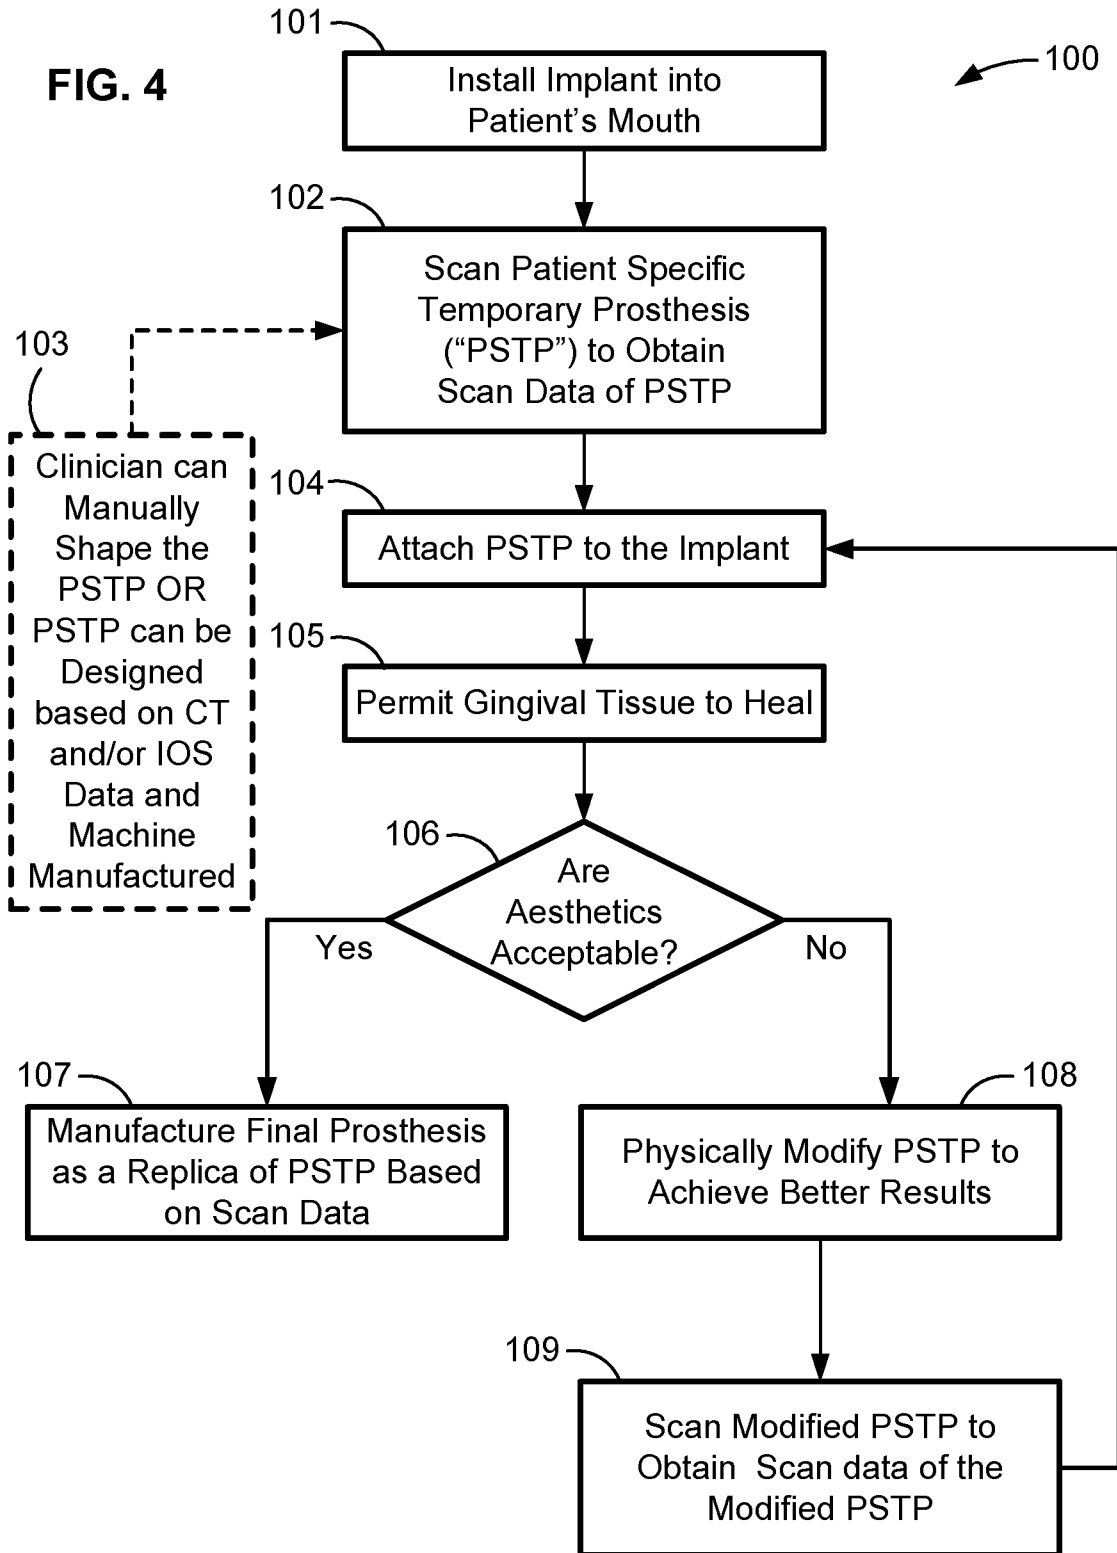 FIG. 4
100
101
Install Implant into
Patient’s Mouth
102
Scan Patient Specific
Temporary Prosthesis
(“PSTP”) to Obtain
Scan Data of PSTP
103
Clinician can
Manually
Shape the
PSTP OR
PSTP can be
Designed
based on CT
and/or IOS
Data and
Machine
Manufactured
104
Attach PSTP to the Implant
105
Permit Gingival Tissue to Heal
106
Are
Aesthetics
Acceptable?
Yes
No
107
Manufacture Final Prosthesis
as a Replica of PSTP Based
on Scan Data
108
Physically Modify PSTP to
Achieve Better Results
109
Scan Modified PSTP to
Obtain  Scan data of the
Modified PSTP